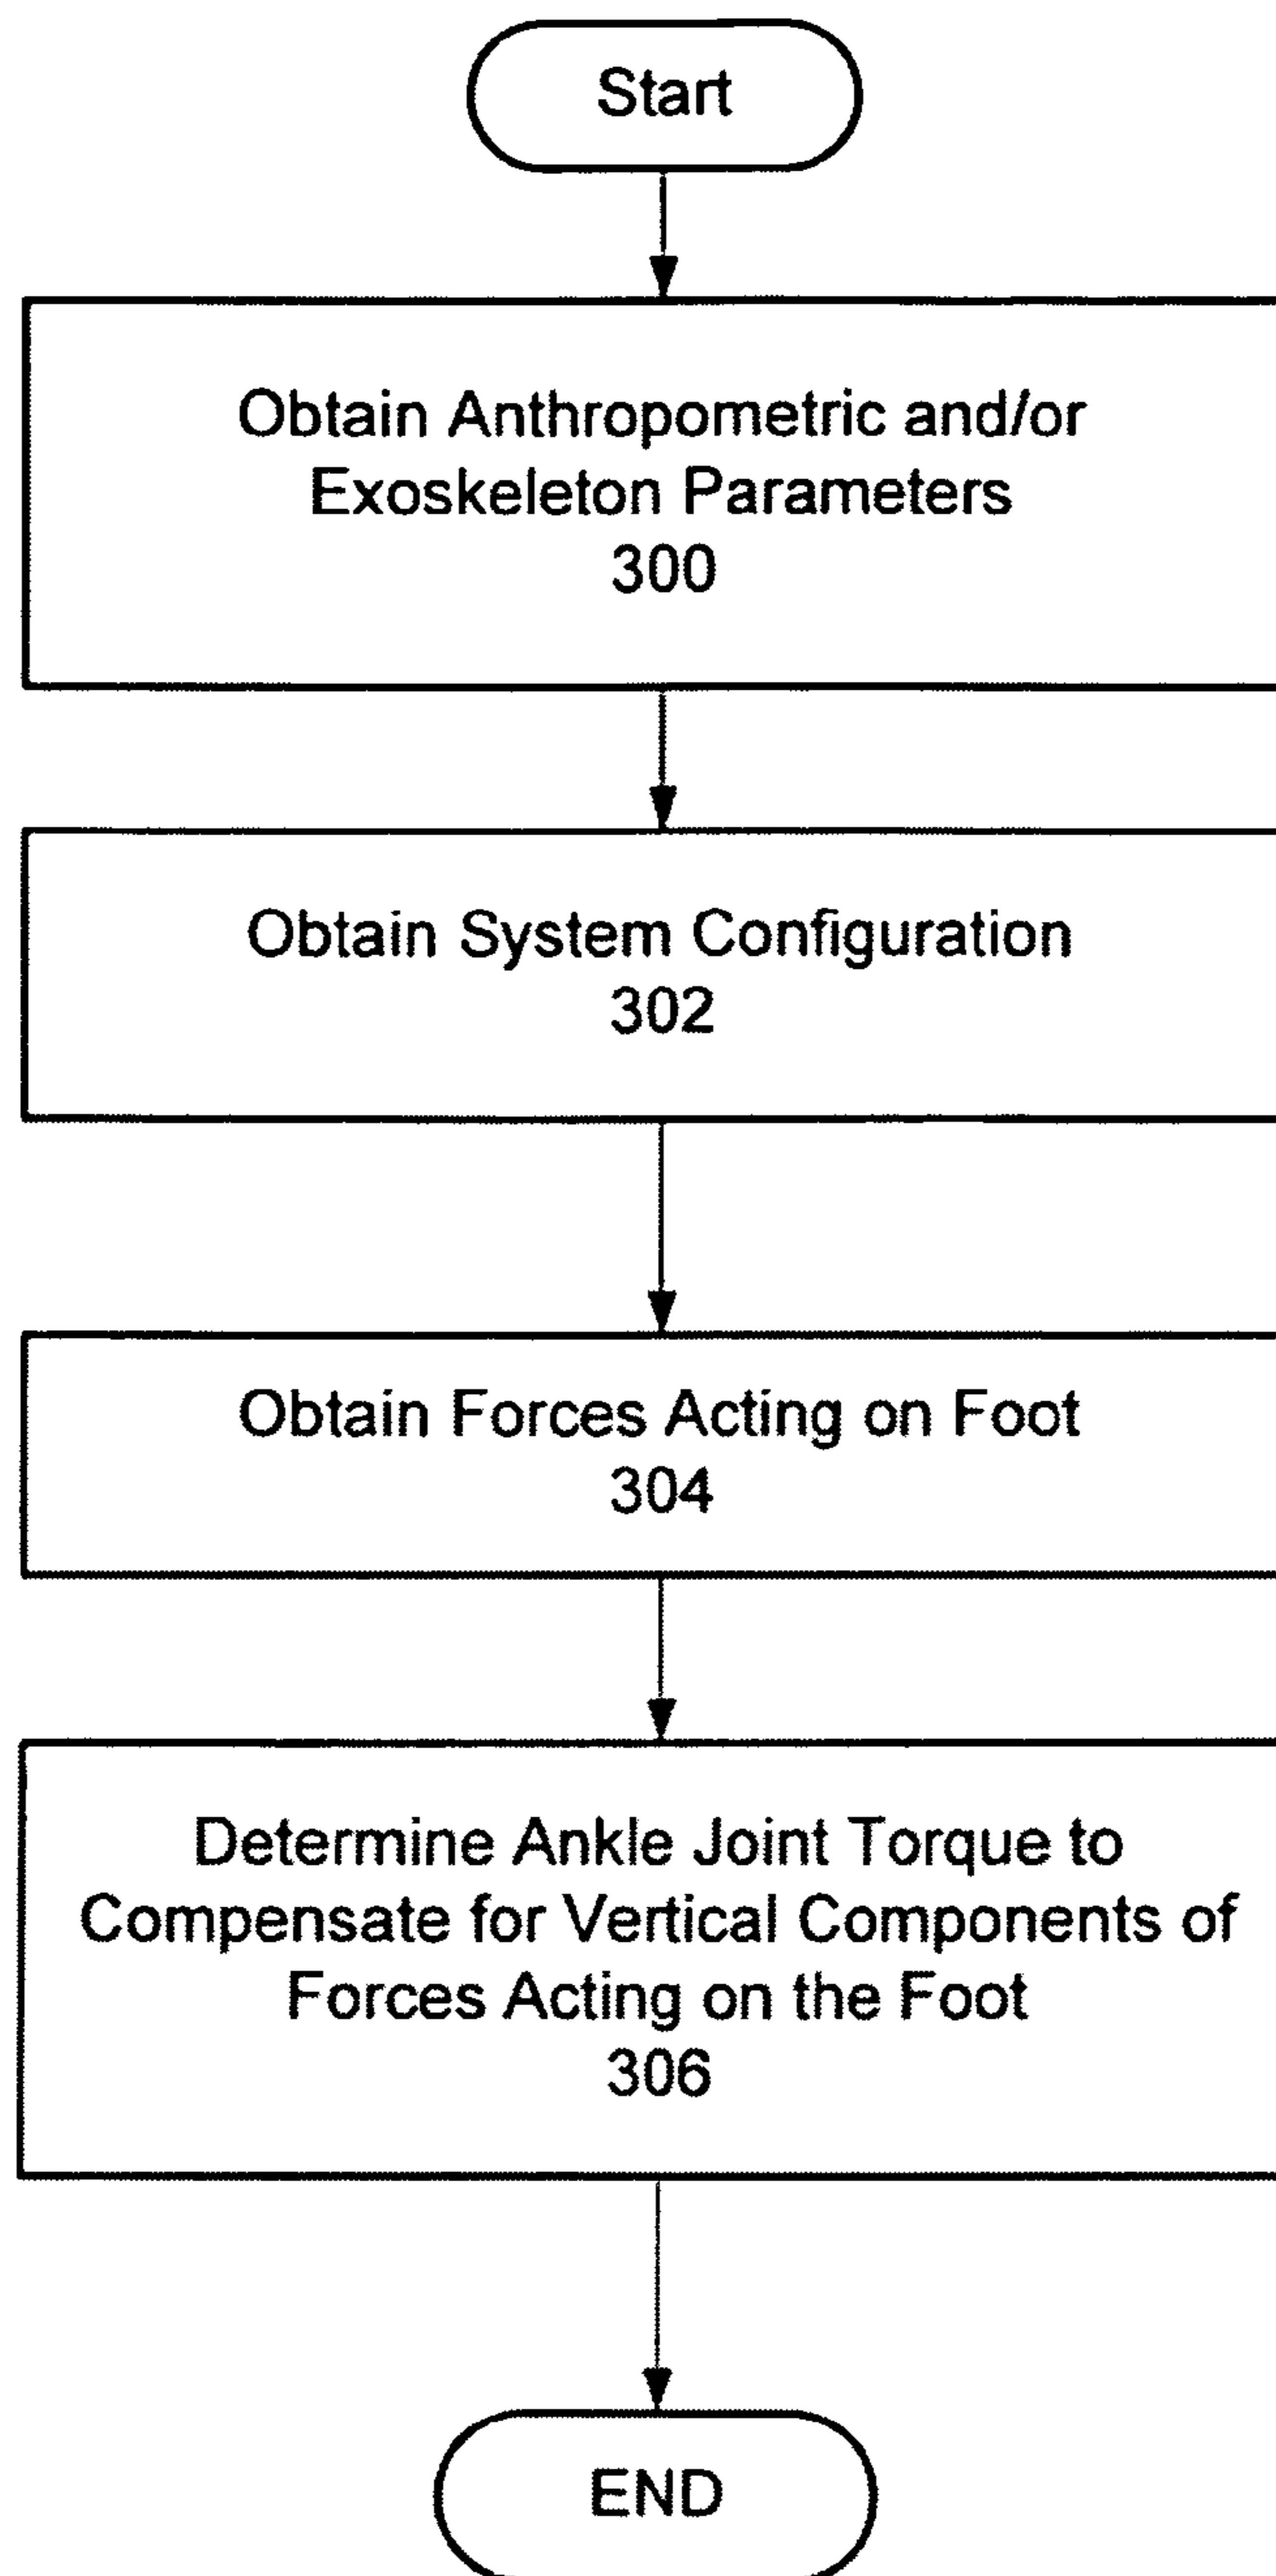 Start
Obtain Anthropometric and/or
Exoskeleton Parameters
300
Obtain System Configuration
302
Obtain Forces Acting on Foot
304
Determine Ankle Joint Torque to
Compensate for Vertical Components of
Forces Acting on the Foot
306
END